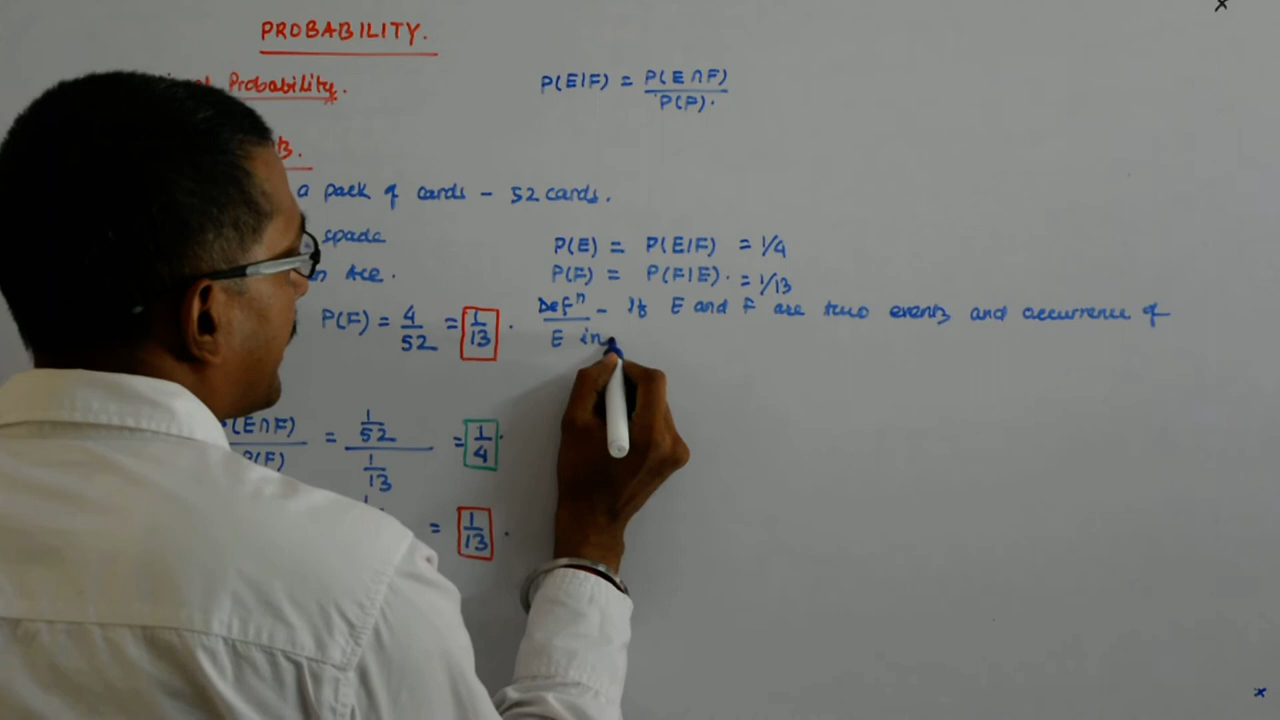 PROBABILITY.
Probability.
P(E|F) = P(E∩F)
P(F).
B.
a pack of cards - 52 cards.
spade
P(E) = P(E|F) = 1/4
Ace.
P(F) = P(F|E). = 1/13
P(F) = 4/52 = 1/13.
Defⁿ - If E and F are two events and occurrence of
E in
P(E∩F)
P(F)
= 1/52
1/13
= 1/4.
= 1/13.